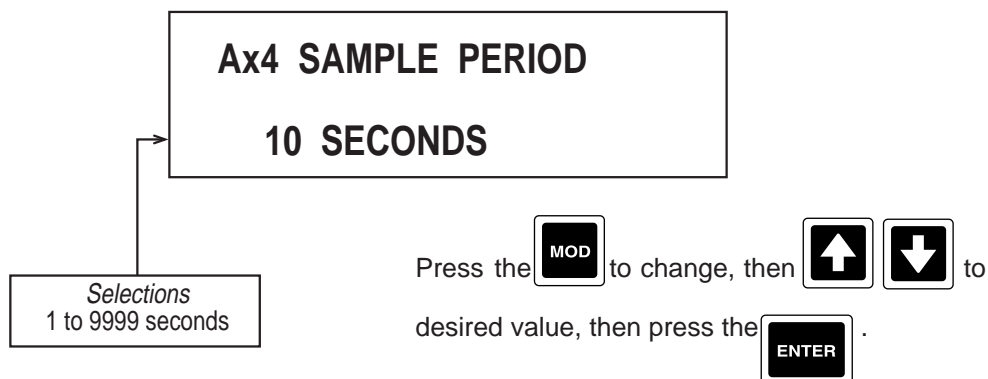 Ax4 SAMPLE PERIOD
10 SECONDS
Selections
1 to 9999 seconds
Press the MOD to change, then to
desired value, then press the ENTER .